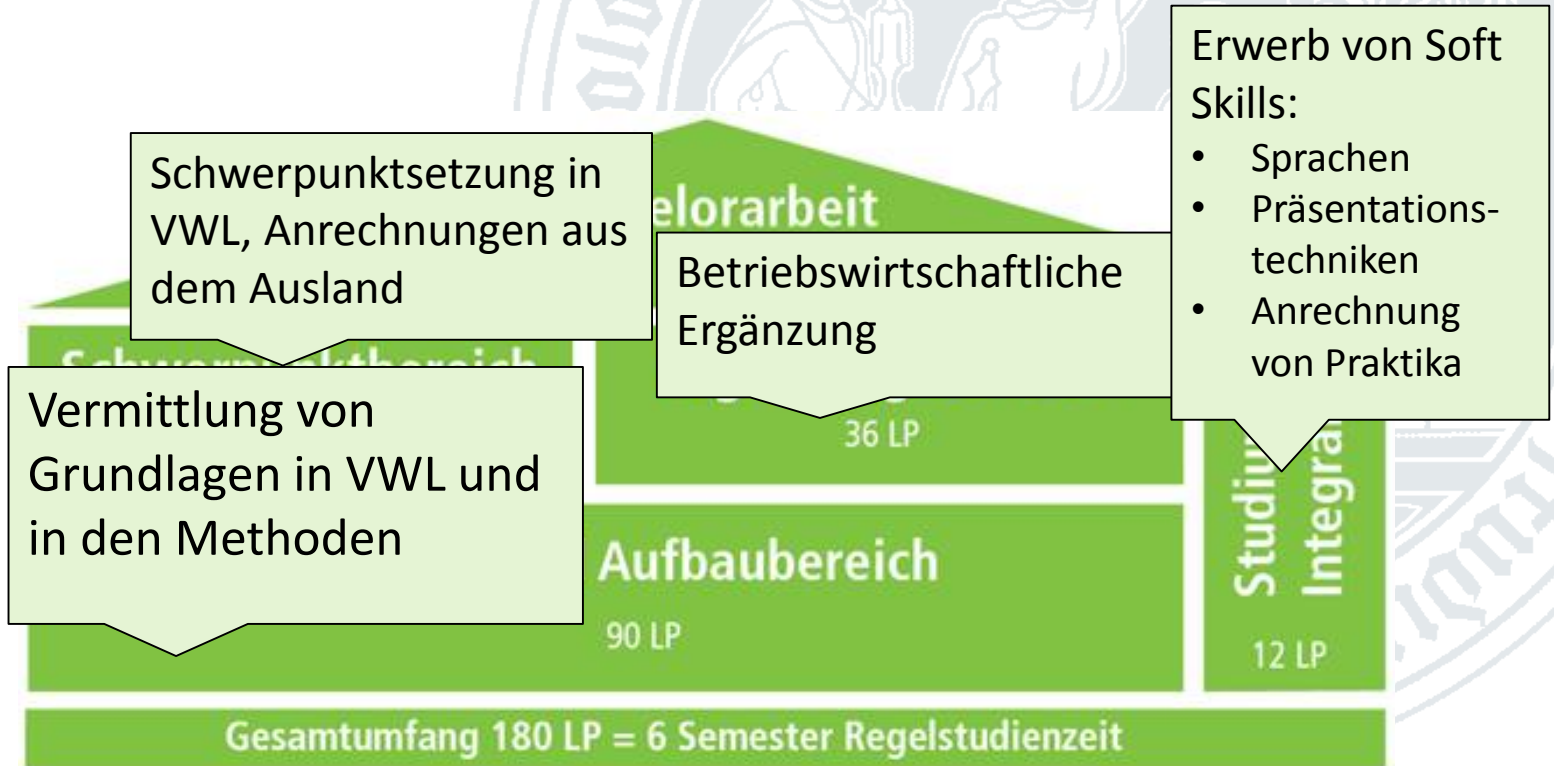 Erwerb von Soft
Skills:
• Sprachen
• Präsentations-
techniken
• Anrechnung
von Praktika
Schwerpunktsetzung in
VWL, Anrechnungen aus
dem Ausland
elorarbeit
Betriebswirtschaftliche
Ergänzung
36 LP
Vermittlung von
Grundlagen in VWL und
in den Methoden
Aufbaubereich
90 LP
Studiu
Integra
12 LP
Gesamtumfang 180 LP = 6 Semester Regelstudienzeit